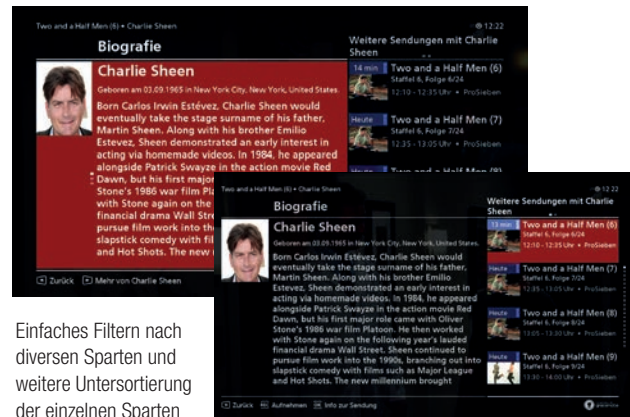 Two and a Half Men (6) • Charlie Sheen
12:22
Biografie
Weitere Sendungen mit Charlie
Sheen
Charlie Sheen
Geboren am 03.09.1965 in New York City, New York, United States.
Born Carlos Irwin Estévez, Charlie Sheen would
eventually take the stage surname of his father,
Martin Sheen. Along with his brother Emilio
Estevez, Sheen demonstrated an early interest in
acting via homemade videos. In 1984, he appeared
alongside Patrick Swayze in the action movie Red
Dawn, but his first major
Stone's 1986 war film Pla
with Stone again on the
financial drama Wall Stre
pursue film work into the
slapstick comedy with fil
and Hot Shots. The new
14 min Two and a Half Men (6)
Staffel 6, Folge 6/24
12:10 - 12:35 Uhr • ProSieben
Heute Two and a Half Men (7)
Staffel 6, Folge 7/24
12:35 - 13:05 Uhr • ProSieben
Heute Two and a Half Men (8)
Zurück Mehr von Charlie Sheen
Two and a Half Men (6) • Charlie Sheen
12:22
Biografie
Weitere Sendungen mit Charlie
Sheen
Charlie Sheen
Geboren am 03.09.1965 in New York City, New York, United States.
Born Carlos Irwin Estévez, Charlie Sheen would
eventually take the stage surname of his father,
Martin Sheen. Along with his brother Emilio
Estevez, Sheen demonstrated an early interest in
acting via homemade videos. In 1984, he appeared
alongside Patrick Swayze in the action movie Red
Dawn, but his first major role came with Oliver
Stone's 1986 war film Platoon. He then worked
with Stone again on the following year's lauded
financial drama Wall Street. Sheen continued to
pursue film work into the 1990s, branching out into
slapstick comedy with films such as Major League
and Hot Shots. The new millennium brought
13 min Two and a Half Men (6)
Staffel 6, Folge 6/24
12:10 - 12:35 Uhr • ProSieben
Heute Two and a Half Men (7)
Staffel 6, Folge 7/24
12:35 - 13:05 Uhr • ProSieben
Heute Two and a Half Men (8)
Staffel 6, Folge 8/24
13:05 - 13:30 Uhr • ProSieben
Heute Two and a Half Men (9)
Staffel 6, Folge 9/24
13:30 - 14:00 Uhr • ProSieben
Zurück Aufnehmen Info zur Sendung
Einfaches Filtern nach
diversen Sparten und
weitere Untersortierung
der einzelnen Sparten